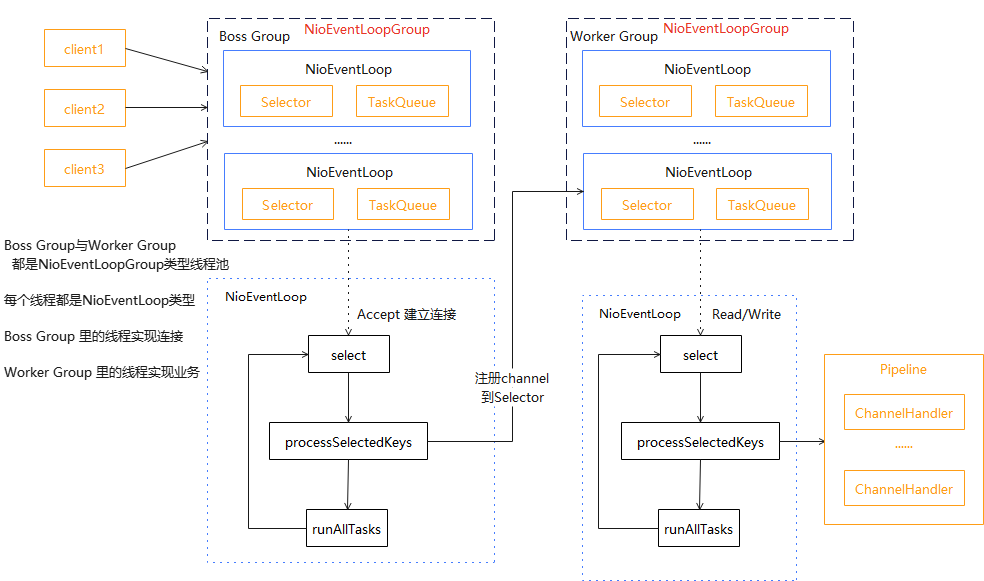 client1
client2
client3
Boss Group
NioEventLoopGroup
NioEventLoop
Selector
TaskQueue
......
NioEventLoop
Selector
TaskQueue
Worker Group
NioEventLoopGroup
NioEventLoop
Selector
TaskQueue
......
NioEventLoop
Selector
TaskQueue
Boss Group与Worker Group
都是NioEventLoopGroup类型线程池
每个线程都是NioEventLoop类型
Boss Group 里的线程实现连接
Worker Group 里的线程实现业务
NioEventLoop
Accept 建立连接
select
processSelectedKeys
runAllTasks
注册channel
到Selector
NioEventLoop
Read/Write
select
processSelectedKeys
runAllTasks
Pipeline
ChannelHandler
......
ChannelHandler